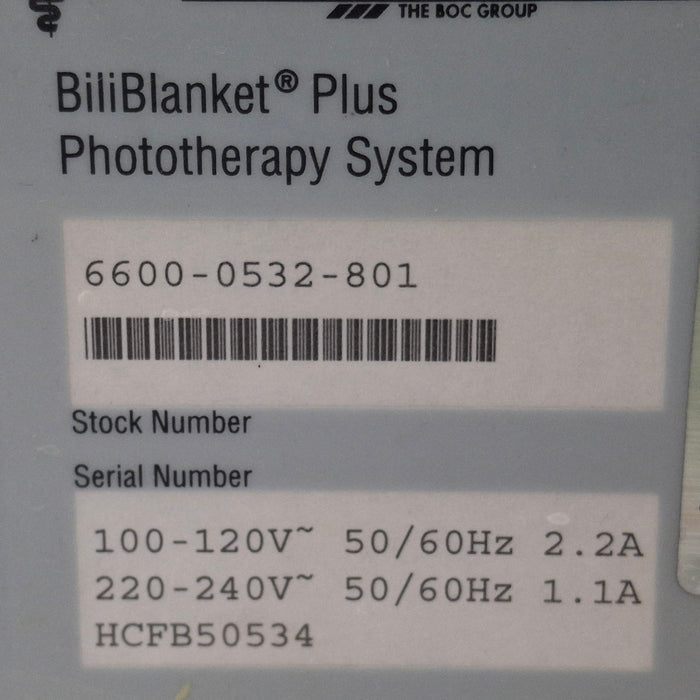 THE BOC GROUP
BiliBlanket® Plus
Phototherapy System
6600-0532-801
Stock Number
Serial Number
100-120V~ 50/60Hz 2.2A
220-240V~ 50/60Hz 1.1A
HCFB50534